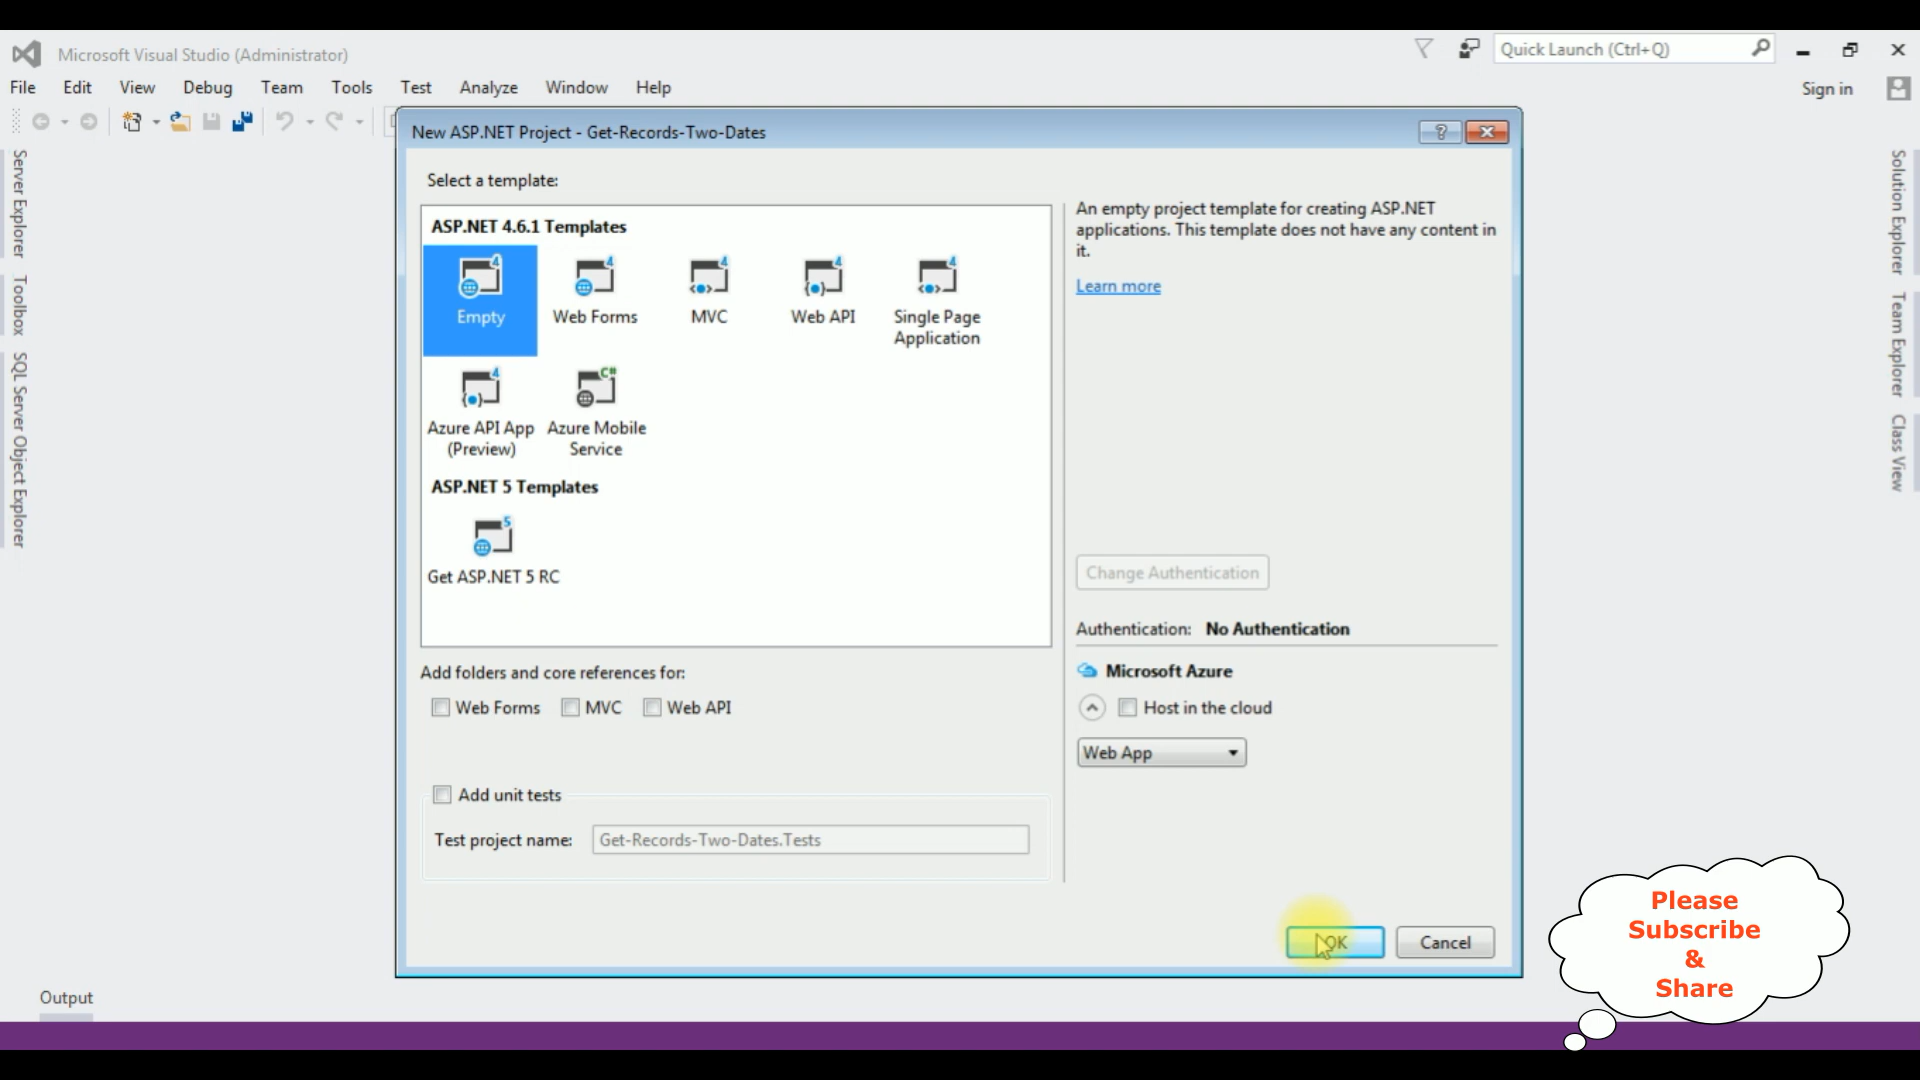 Microsoft Visual Studio (Administrator)
Quick Launch (Ctrl+Q)
File Edit View Debug Team Tools Test Analyze Window Help
Sign in
Server Explorer
Toolbox
SQL Server Object Explorer
New ASP.NET Project - Get-Records-Two-Dates
?
Select a template:
ASP.NET 4.6.1 Templates
Empty
Web Forms
MVC
Web API
Single Page
Application
Azure API App
(Preview)
Azure Mobile
Service
ASP.NET 5 Templates
Get ASP.NET 5 RC
An empty project template for creating ASP.NET
applications. This template does not have any content in
it.
Learn more
Change Authentication
Authentication: No Authentication
Microsoft Azure
Host in the cloud
Web App
Add folders and core references for:
Web Forms MVC Web API
Add unit tests
Test project name: Get-Records-Two-Dates.Tests
OK
Cancel
Solution Explorer
Team Explorer
Class View
Output
Please
Subscribe
&
Share